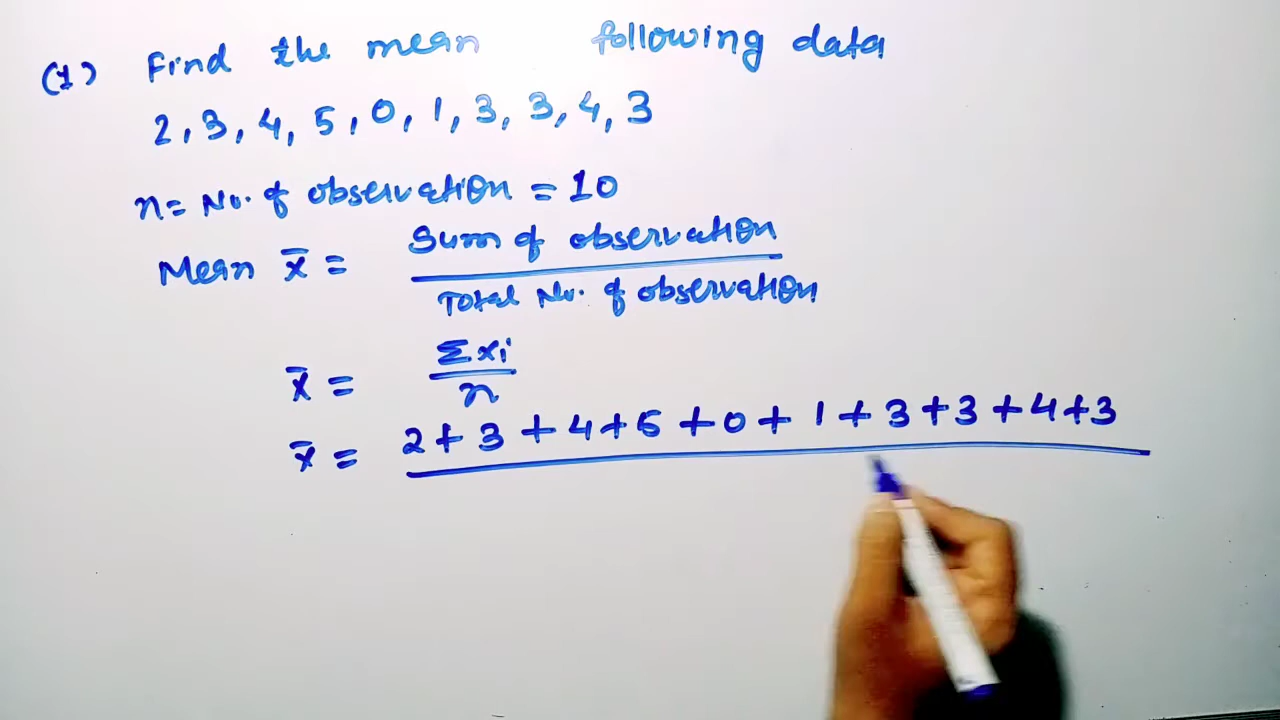 (1) Find the mean following data
2, 3, 4, 5, 0, 1, 3, 3, 4, 3
n = No. of observation = 10
Mean x̄ = Sum of observation
Total No. of observation
x̄ = Σxi
n
x̄ = 2+3+4+5+0+1+3+3+4+3